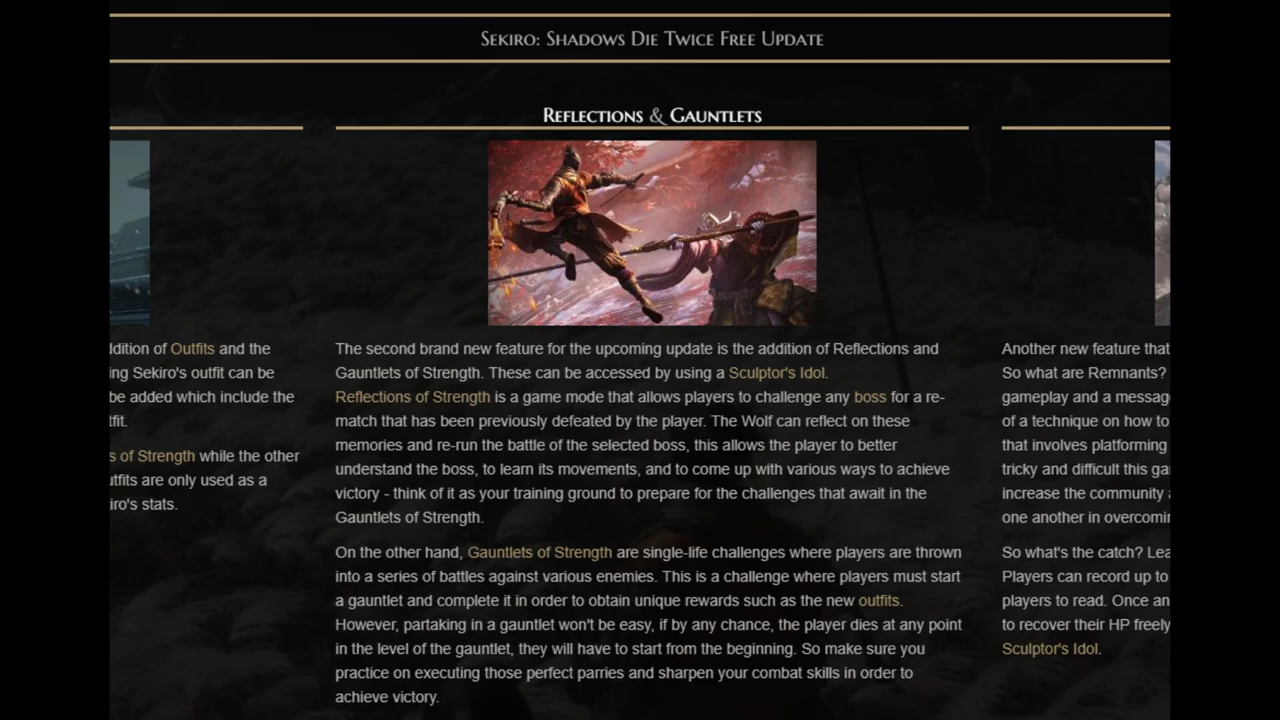 Sekiro: Shadows Die Twice Free Update
Reflections & Gauntlets
ddition of Outfits and the
ing Sekiro's outfit can be
be added which include the
tfit.
s of Strength while the other
utfits are only used as a
iro's stats.
The second brand new feature for the upcoming update is the addition of Reflections and
Gauntlets of Strength. These can be accessed by using a Sculptor's Idol.
Reflections of Strength is a game mode that allows players to challenge any boss for a re-
match that has been previously defeated by the player. The Wolf can reflect on these
memories and re-run the battle of the selected boss, this allows the player to better
understand the boss, to learn its movements, and to come up with various ways to achieve
victory - think of it as your training ground to prepare for the challenges that await in the
Gauntlets of Strength.
On the other hand, Gauntlets of Strength are single-life challenges where players are thrown
into a series of battles against various enemies. This is a challenge where players must start
a gauntlet and complete it in order to obtain unique rewards such as the new outfits.
However, partaking in a gauntlet won't be easy, if by any chance, the player dies at any point
in the level of the gauntlet, they will have to start from the beginning. So make sure you
practice on executing those perfect parries and sharpen your combat skills in order to
achieve victory.
Another new feature that
So what are Remnants?
gameplay and a messag
of a technique on how to
that involves platforming
tricky and difficult this ga
increase the community
one another in overcomi
So what's the catch? Lea
Players can record up to
players to read. Once an
to recover their HP freely
Sculptor's Idol.